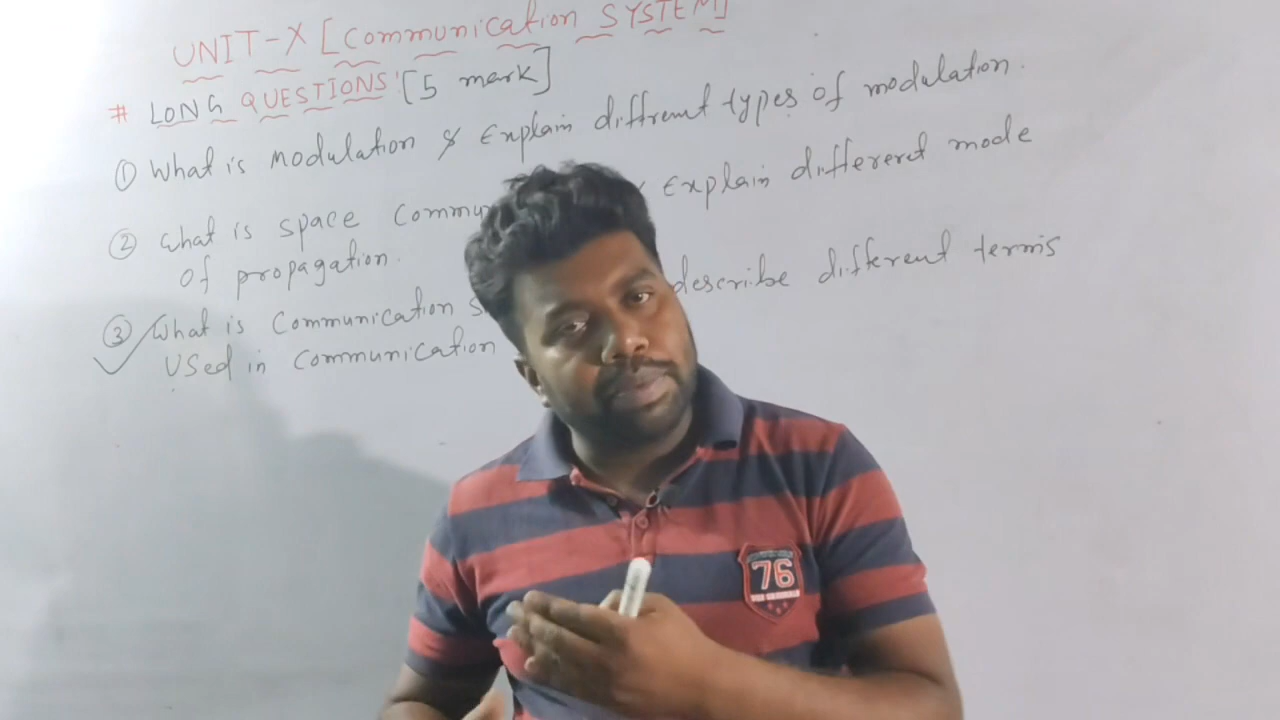 UNIT-X [Communication SYSTEM]
# LONG QUESTIONS: [5 mark]
① What is modulation & Explain diffrent types of modulation.
② What is space Commu Explain different mode
of propagation.
③ What is Communication describe different terms
Used in Communication
76